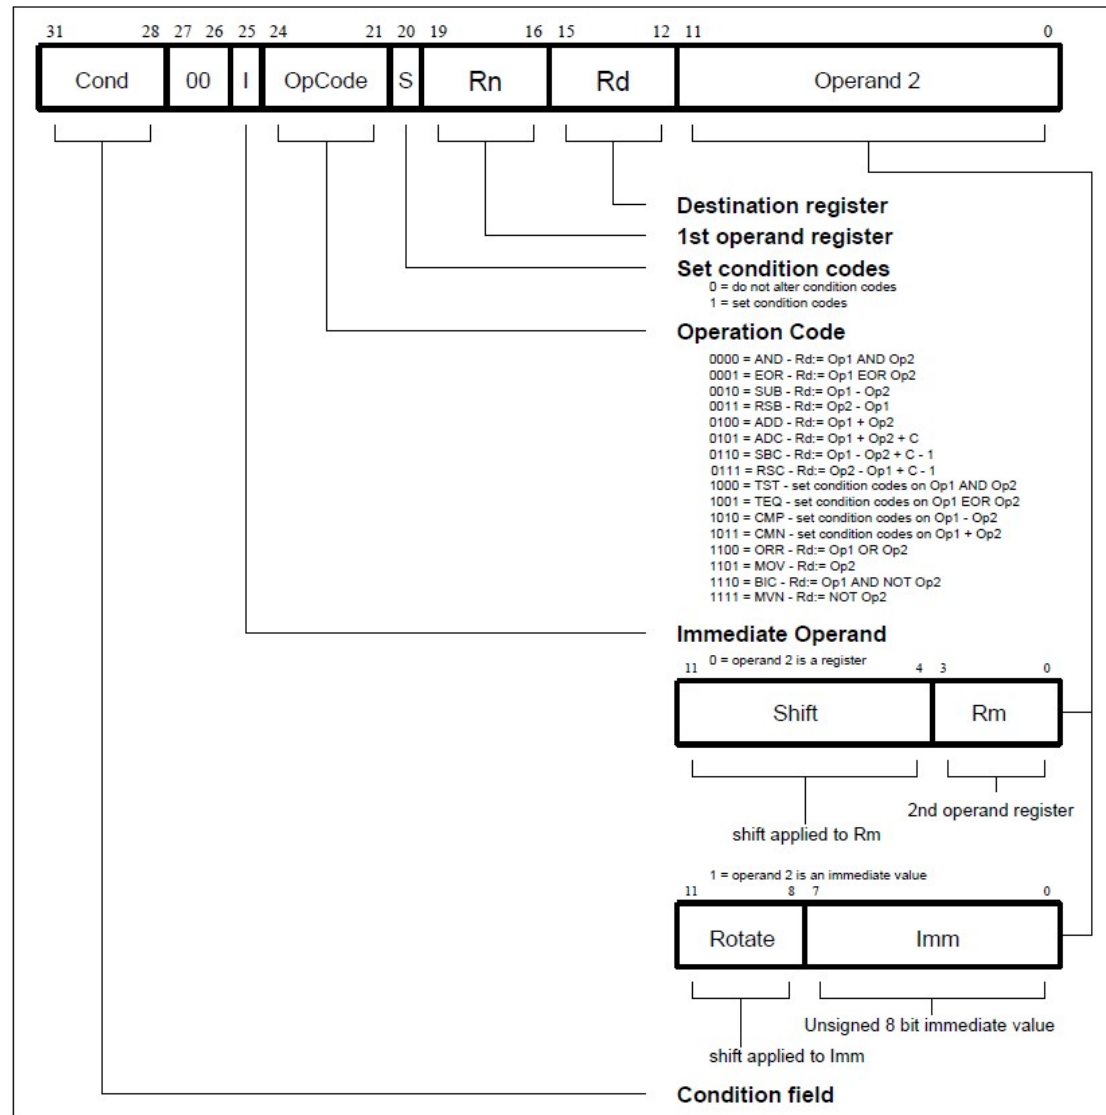 31 28 27 26 25 24 21 20 19 16 15 12 11 0
Cond 00 I OpCode S Rn Rd Operand 2
Destination register
1st operand register
Set condition codes
0 = do not alter condition codes
1 = set condition codes
Operation Code
0000 = AND - Rd:= Op1 AND Op2
0001 = EOR - Rd:= Op1 EOR Op2
0010 = SUB - Rd:= Op1 - Op2
0011 = RSB - Rd:= Op2 - Op1
0100 = ADD - Rd:= Op1 + Op2
0101 = ADC - Rd:= Op1 + Op2 + C
0110 = SBC - Rd:= Op1 - Op2 + C - 1
0111 = RSC - Rd:= Op2 - Op1 + C - 1
1000 = TST - set condition codes on Op1 AND Op2
1001 = TEQ - set condition codes on Op1 EOR Op2
1010 = CMP - set condition codes on Op1 - Op2
1011 = CMN - set condition codes on Op1 + Op2
1100 = ORR - Rd:= Op1 OR Op2
1101 = MOV - Rd:= Op2
1110 = BIC - Rd:= Op1 AND NOT Op2
1111 = MVN - Rd:= NOT Op2
Immediate Operand
0 = operand 2 is a register
11 4 3 0
Shift Rm
2nd operand register
shift applied to Rm
1 = operand 2 is an immediate value
11 8 7 0
Rotate Imm
Unsigned 8 bit immediate value
shift applied to Imm
Condition field